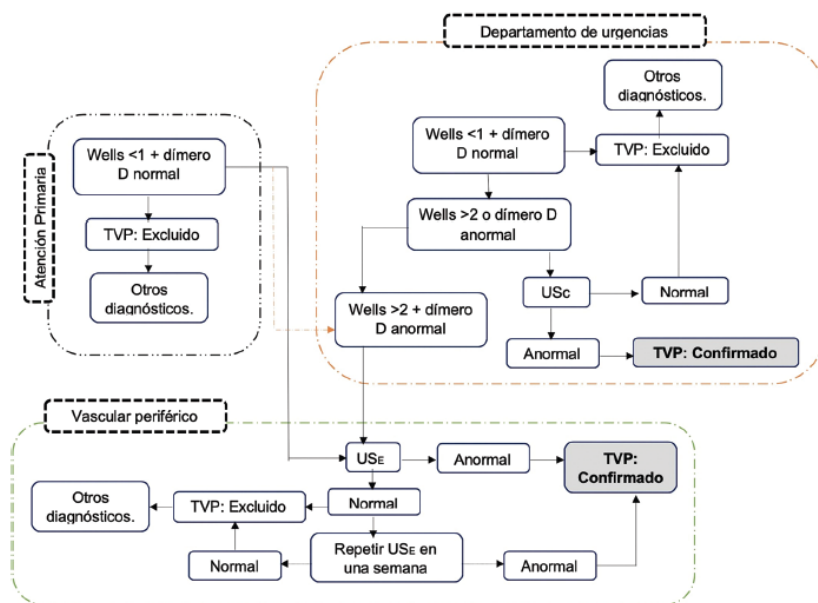 Departamento de urgencias
Otros
diagnósticos.
Wells <1 + dímero
D normal
TVP: Excluido
Wells >2 o dímero D
anormal
USc
Normal
Wells >2 + dímero
D anormal
Anormal
TVP: Confirmado
Atención Primaria
Wells <1 + dímero
D normal
TVP: Excluido
Otros
diagnósticos.
Vascular periférico
USE
Anormal
TVP:
Confirmado
Normal
TVP: Excluido
Otros
diagnósticos.
Repetir USE en
una semana
Normal
Anormal